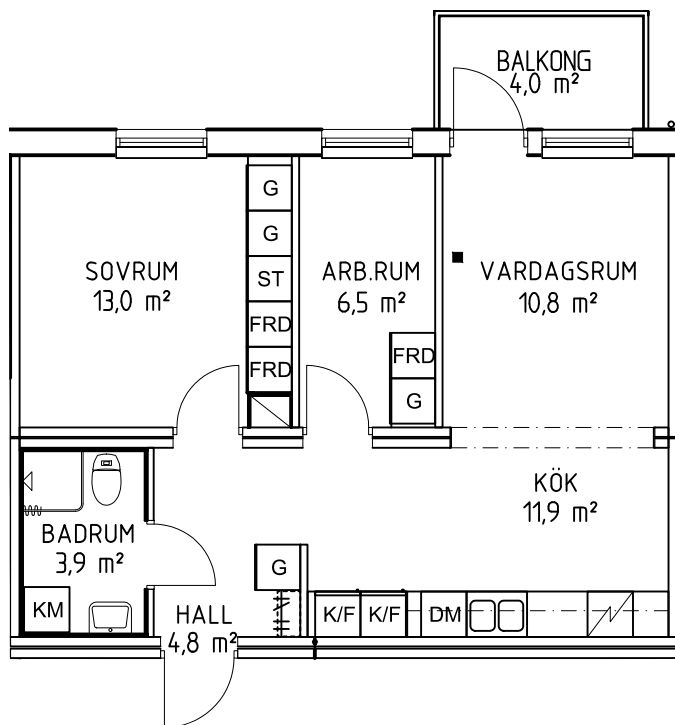 BALKONG
4,0 m²
G
G
ST
FRD
FRD
SOVRUM
13,0 m²
ARB.RUM
6,5 m²
FRD
G
VARDAGSRUM
10,8 m²
KÖK
11,9 m²
BADRUM
3,9 m²
KM
G
HALL
4,8 m²
K/F
K/F
DM